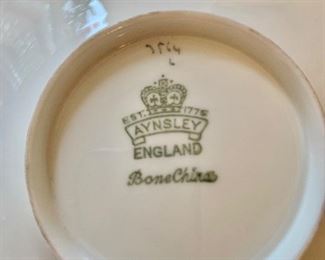 EST. 1775
AYNSLEY
ENGLAND
Bone China